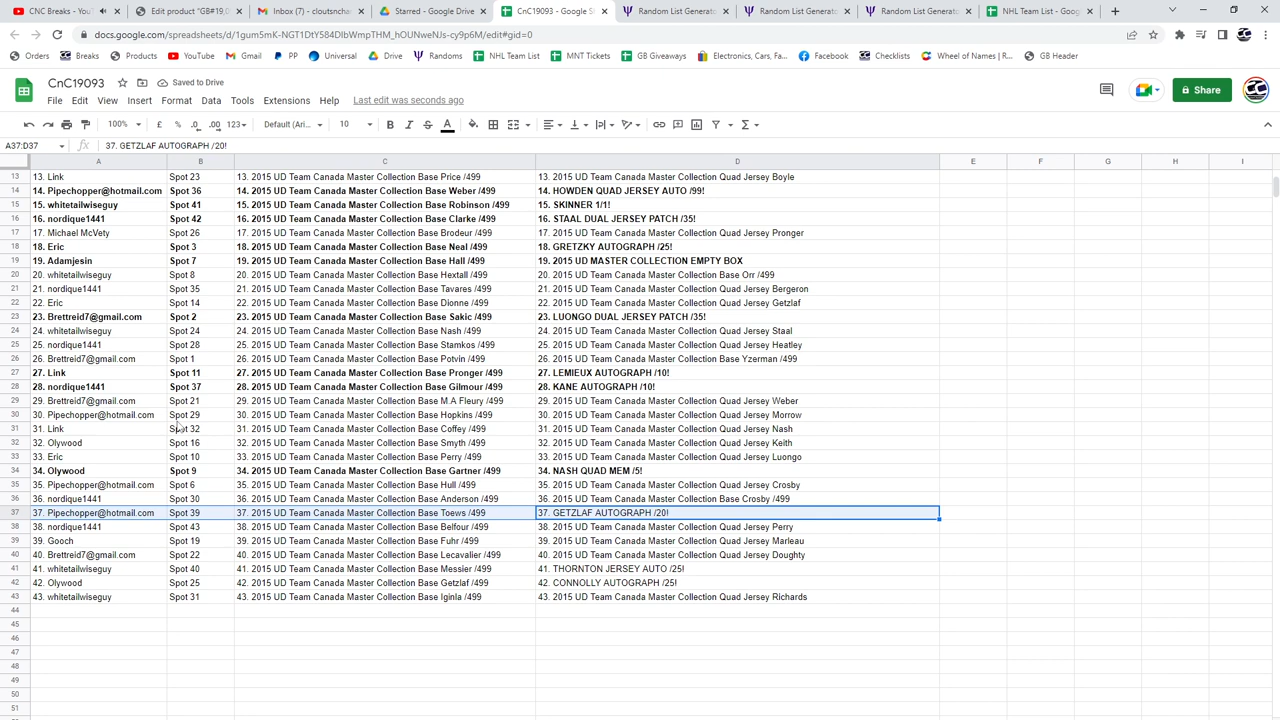 CnC Breaks - YouT
Edit product "GB#19,0
Inbox (7) - cloutsnchar
Starred - Google Drive
CnC19093 - Google S
Random List Generato
Random List Generato
Random List Generato
NHL Team List - Goo
docs.google.com/spreadsheets/d/1gum5mK-NGT1DtY584DIbWmpTHM_hOUNweNJs-cy9p6M/edit#gid=0
Orders Breaks Products YouTube Gmail PP Universal Drive Randoms NHL Team List MNT Tickets GB Giveaways Electronics, Cars, Fa... Facebook Checklists Wheel of Names | R... GB Header
CnC19093 Saved to Drive
File Edit View Insert Format Data Tools Extensions Help Last edit was seconds ago
Share
100% £ % .0 .00 123 Default (Ari... 10 B I S A
A37:D37 fx 37. GETZLAF AUTOGRAPH /20!
A B C D E F G H I
13 13. Link Spot 23 13. 2015 UD Team Canada Master Collection Base Price /499 13. 2015 UD Team Canada Master Collection Quad Jersey Boyle
14 14. Pipechopper@hotmail.com Spot 36 14. 2015 UD Team Canada Master Collection Base Weber /499 14. HOWDEN QUAD JERSEY AUTO /99!
15 15. whitetailwiseguy Spot 41 15. 2015 UD Team Canada Master Collection Base Robinson /499 15. SKINNER 1/1!
16 16. nordique1441 Spot 42 16. 2015 UD Team Canada Master Collection Base Clarke /499 16. STAAL DUAL JERSEY PATCH /35!
17 17. Michael McVety Spot 26 17. 2015 UD Team Canada Master Collection Base Brodeur /499 17. 2015 UD Team Canada Master Collection Quad Jersey Pronger
18 18. Eric Spot 3 18. 2015 UD Team Canada Master Collection Base Neal /499 18. GRETZKY AUTOGRAPH /25!
19 19. Adamjesin Spot 7 19. 2015 UD Team Canada Master Collection Base Hall /499 19. 2015 UD MASTER COLLECTION EMPTY BOX
20 20. whitetailwiseguy Spot 8 20. 2015 UD Team Canada Master Collection Base Hextall /499 20. 2015 UD Team Canada Master Collection Base Orr /499
21 21. nordique1441 Spot 35 21. 2015 UD Team Canada Master Collection Base Tavares /499 21. 2015 UD Team Canada Master Collection Quad Jersey Bergeron
22 22. Eric Spot 14 22. 2015 UD Team Canada Master Collection Base Dionne /499 22. 2015 UD Team Canada Master Collection Quad Jersey Getzlaf
23 23. Brettreid7@gmail.com Spot 2 23. 2015 UD Team Canada Master Collection Base Sakic /499 23. LUONGO DUAL JERSEY PATCH /35!
24 24. whitetailwiseguy Spot 24 24. 2015 UD Team Canada Master Collection Base Nash /499 24. 2015 UD Team Canada Master Collection Quad Jersey Staal
25 25. nordique1441 Spot 28 25. 2015 UD Team Canada Master Collection Base Stamkos /499 25. 2015 UD Team Canada Master Collection Quad Jersey Heatley
26 26. Brettreid7@gmail.com Spot 1 26. 2015 UD Team Canada Master Collection Base Potvin /499 26. 2015 UD Team Canada Master Collection Base Yzerman /499
27 27. Link Spot 11 27. 2015 UD Team Canada Master Collection Base Pronger /499 27. LEMIEUX AUTOGRAPH /10!
28 28. nordique1441 Spot 37 28. 2015 UD Team Canada Master Collection Base Gilmour /499 28. KANE AUTOGRAPH /10!
29 29. Brettreid7@gmail.com Spot 21 29. 2015 UD Team Canada Master Collection Base M.A Fleury /499 29. 2015 UD Team Canada Master Collection Quad Jersey Weber
30 30. Pipechopper@hotmail.com Spot 29 30. 2015 UD Team Canada Master Collection Base Hopkins /499 30. 2015 UD Team Canada Master Collection Quad Jersey Morrow
31 31. Link Spot 32 31. 2015 UD Team Canada Master Collection Base Coffey /499 31. 2015 UD Team Canada Master Collection Quad Jersey Nash
32 32. Olywood Spot 16 32. 2015 UD Team Canada Master Collection Base Smyth /499 32. 2015 UD Team Canada Master Collection Quad Jersey Keith
33 33. Eric Spot 10 33. 2015 UD Team Canada Master Collection Base Perry /499 33. 2015 UD Team Canada Master Collection Quad Jersey Luongo
34 34. Olywood Spot 9 34. 2015 UD Team Canada Master Collection Base Gartner /499 34. NASH QUAD MEM /5!
35 35. Pipechopper@hotmail.com Spot 6 35. 2015 UD Team Canada Master Collection Base Hull /499 35. 2015 UD Team Canada Master Collection Quad Jersey Crosby
36 36. nordique1441 Spot 30 36. 2015 UD Team Canada Master Collection Base Anderson /499 36. 2015 UD Team Canada Master Collection Base Crosby /499
37 37. Pipechopper@hotmail.com Spot 39 37. 2015 UD Team Canada Master Collection Base Toews /499 37. GETZLAF AUTOGRAPH /20!
38 38. nordique1441 Spot 43 38. 2015 UD Team Canada Master Collection Base Belfour /499 38. 2015 UD Team Canada Master Collection Quad Jersey Perry
39 39. Gooch Spot 19 39. 2015 UD Team Canada Master Collection Base Fuhr /499 39. 2015 UD Team Canada Master Collection Quad Jersey Marleau
40 40. Brettreid7@gmail.com Spot 22 40. 2015 UD Team Canada Master Collection Base Lecavalier /499 40. 2015 UD Team Canada Master Collection Quad Jersey Doughty
41 41. whitetailwiseguy Spot 40 41. 2015 UD Team Canada Master Collection Base Messier /499 41. THORNTON JERSEY AUTO /25!
42 42. Olywood Spot 25 42. 2015 UD Team Canada Master Collection Base Getzlaf /499 42. CONNOLLY AUTOGRAPH /25!
43 43. whitetailwiseguy Spot 31 43. 2015 UD Team Canada Master Collection Base Iginla /499 43. 2015 UD Team Canada Master Collection Quad Jersey Richards
44
45
46
47
48
49
50
51